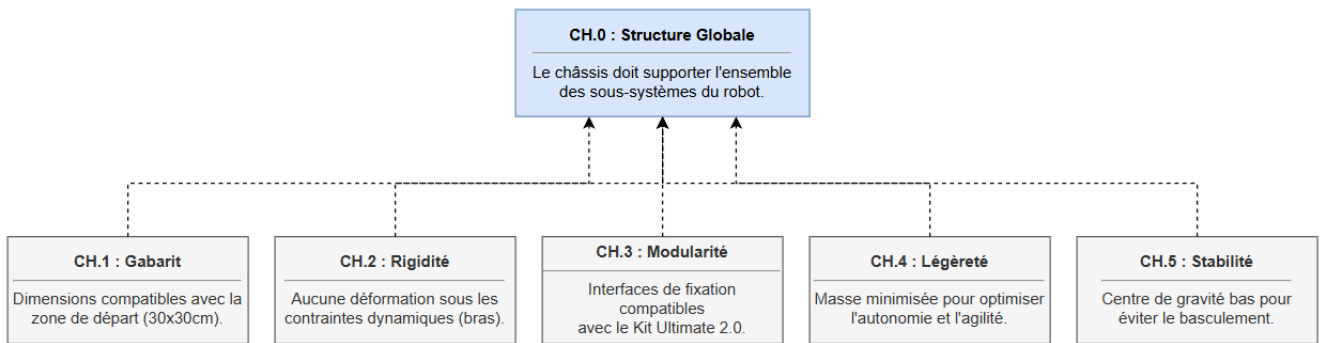 CH.0 : Structure Globale
Le châssis doit supporter l'ensemble
des sous-systèmes du robot.
CH.1 : Gabarit
Dimensions compatibles avec la
zone de départ (30x30cm).
CH.2 : Rigidité
Aucune déformation sous les
contraintes dynamiques (bras).
CH.3 : Modularité
Interfaces de fixation
compatibles
avec le Kit Ultimate 2.0.
CH.4 : Légèreté
Masse minimisée pour optimiser
l'autonomie et l'agilité.
CH.5 : Stabilité
Centre de gravité bas pour
éviter le basculement.